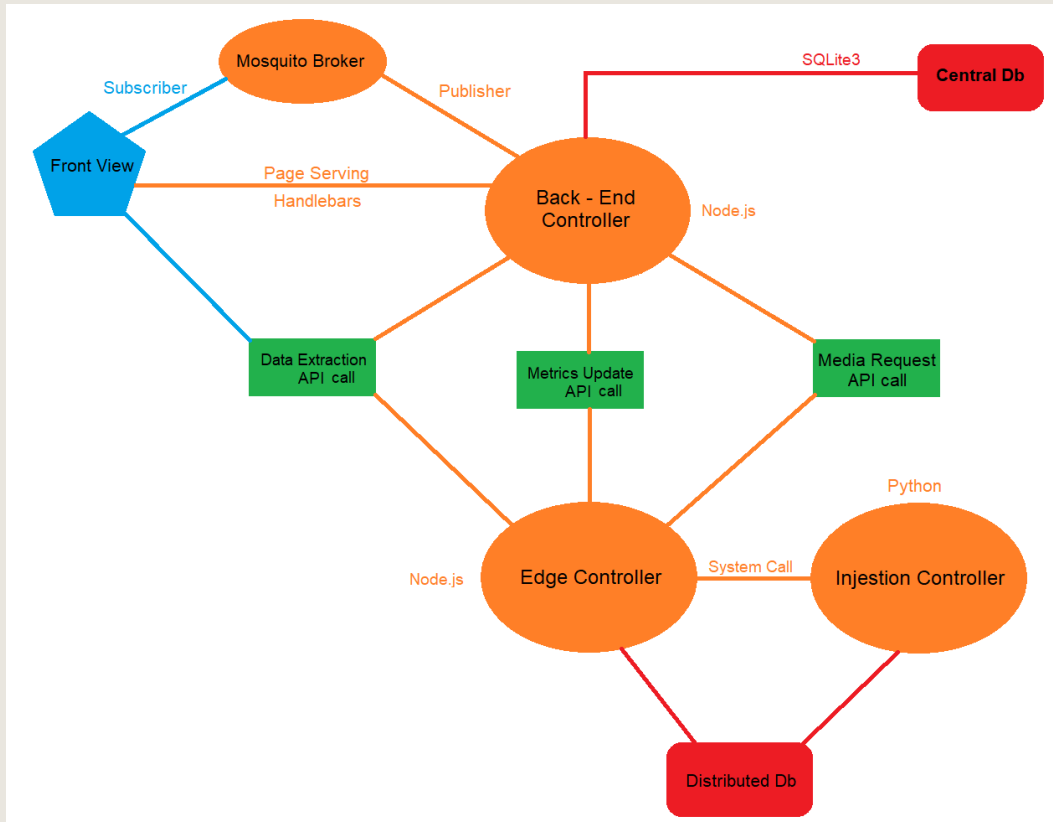 Mosquito Broker
SQLite3
Central Db
Subscriber
Publisher
Front View
Page Serving
Handlebars
Back - End
Controller
Node.js
Data Extraction
API call
Metrics Update
API call
Media Request
API call
Python
Node.js
Edge Controller
System Call
Injestion Controller
Distributed Db